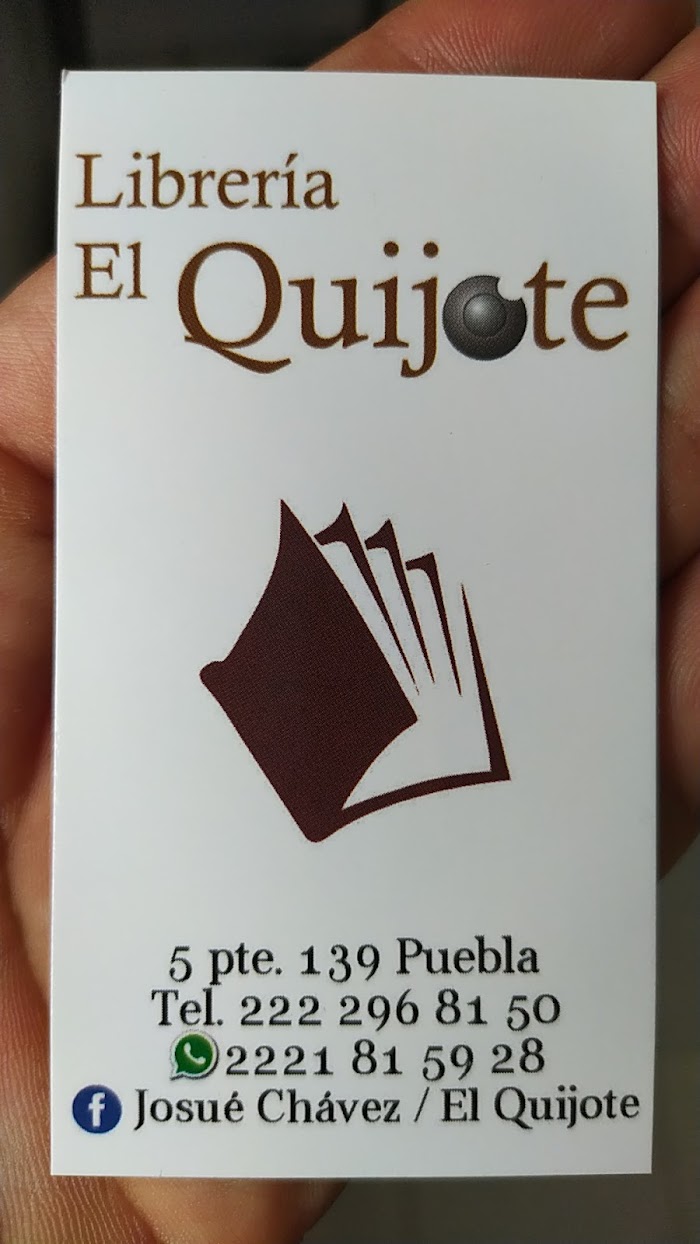 Librería
El Quijote
5 pte. 139 Puebla
Tel. 222 296 81 50
2221 81 59 28
Josué Chávez / El Quijote